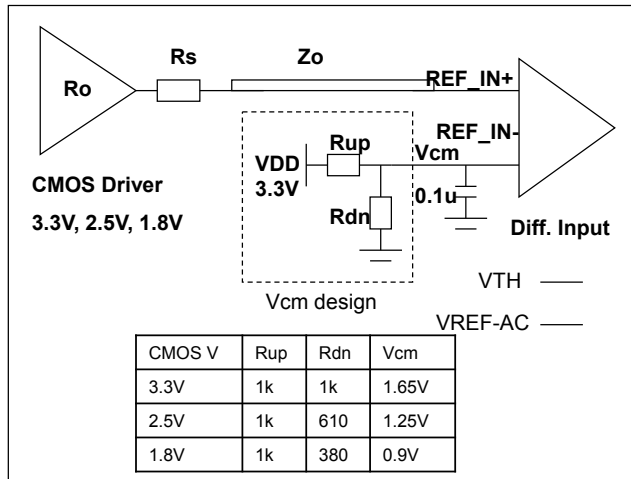 Rs
Zo
Ro
REF_IN+
REF_IN-
Rup
Vcm
VDD
3.3V
CMOS Driver
Rdn
0.1u
3.3V, 2.5V, 1.8V
Diff. Input
Vcm design
VTH
VREF-AC
CMOS V Rup Rdn Vcm
3.3V 1k 1k 1.65V
2.5V 1k 610 1.25V
1.8V 1k 380 0.9V